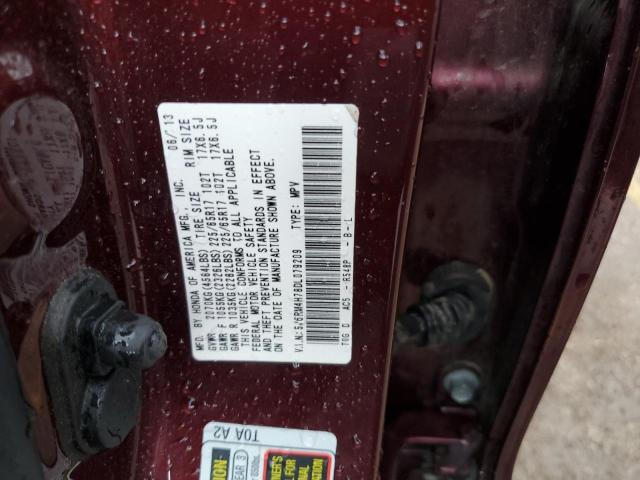 MFD. BY HONDA OF AMERICA MFG., INC. 06/13
GVWR 2070KG(4564LBS) TIRE SIZE RIM SIZE
GAWR F 1055KG(2326LBS) 225/65R17 102T 17X6.5J
GAWR R 1035KG(2282LBS) 225/65R17 102T 17X6.5J
THIS VEHICLE CONFORMS TO ALL APPLICABLE
FEDERAL MOTOR VEHICLE SAFETY
AND THEFT PREVENTION STANDARDS IN EFFECT
ON THE DATE OF MANUFACTURE SHOWN ABOVE.
V.I.N.: 5J6RM4H78DL079209 TYPE: MPV
T0G D AC5 - R548P - B - L
T0A A2